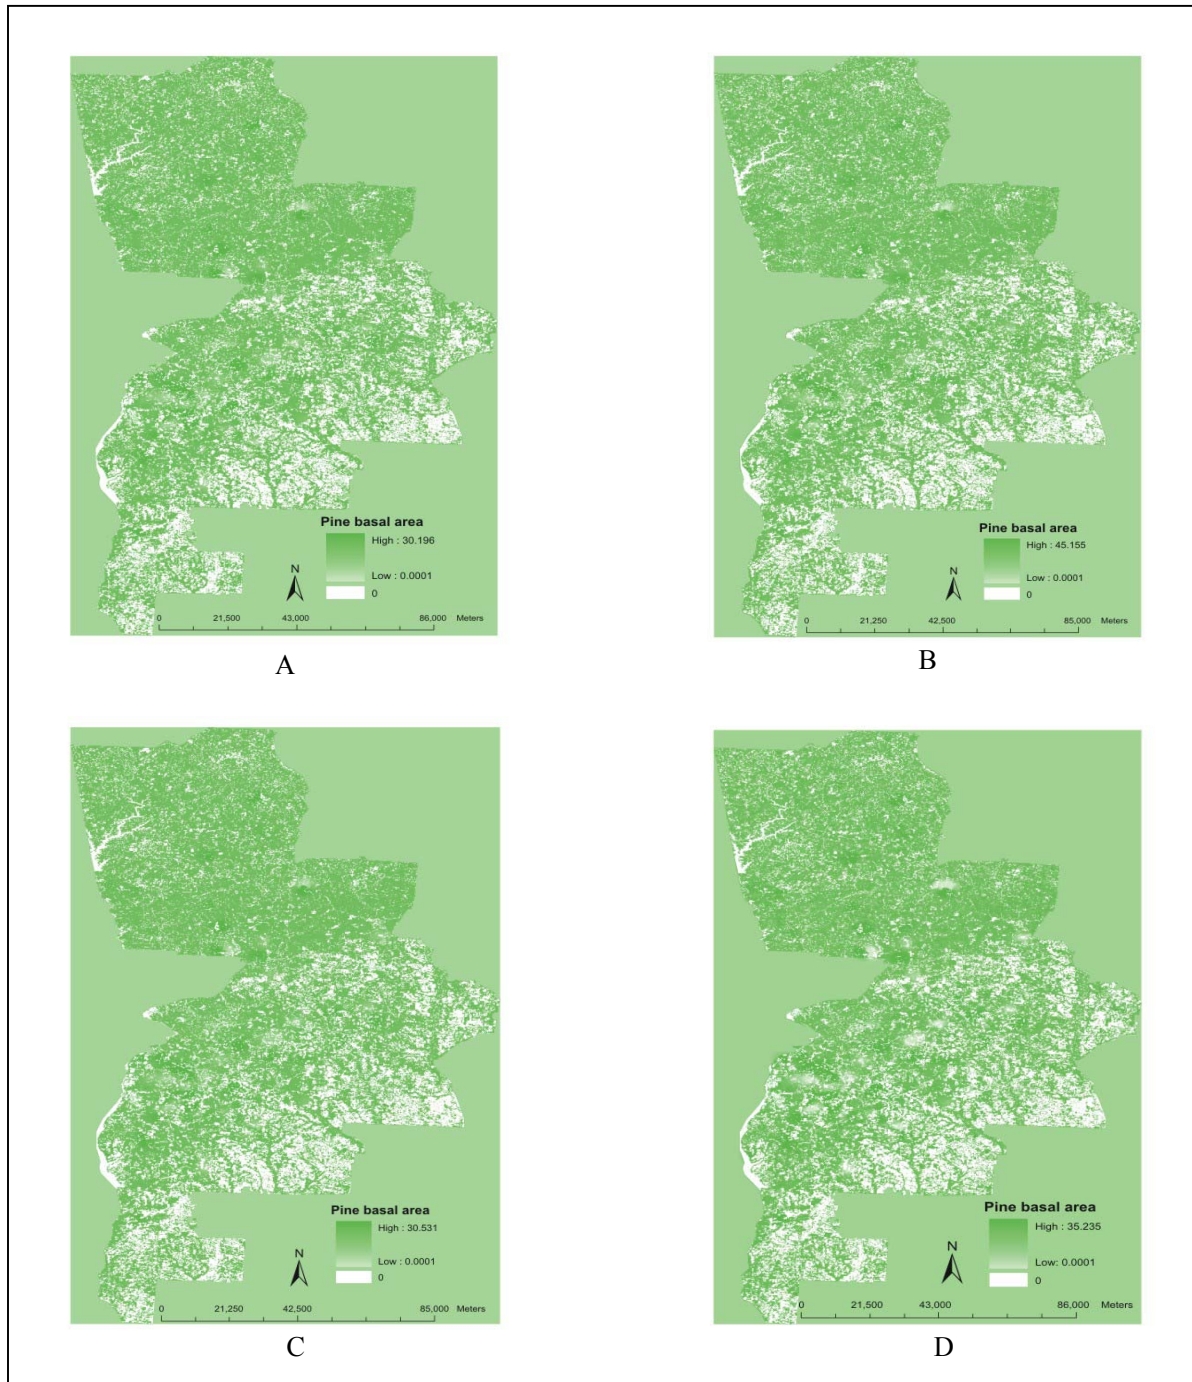 Pine basal area
High : 30.196
Low : 0.0001
0
N
0 21,500 43,000 86,000 Meters
A
Pine basal area
High : 45.155
Low : 0.0001
0
N
0 21,250 42,500 85,000 Meters
B
Pine basal area
High : 30.531
Low : 0.0001
0
N
0 21,250 42,500 85,000 Meters
C
Pine basal area
High : 35.235
Low: 0.0001
0
N
0 21,500 43,000 86,000 Meters
D